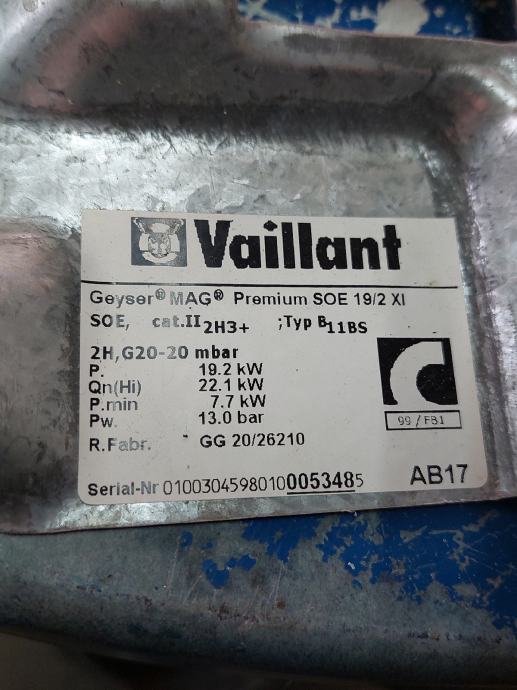 Vaillant
Geyser® MAG® Premium SOE 19/2 XI
SOE, cat.II2H3+ ;Typ B11BS
2H,G20-20 mbar
P. 19.2 kW
Qn(Hi) 22.1 kW
P.min 7.7 kW
Pw. 13.0 bar
99/FB1
R.Fabr. GG 20/26210
Serial-Nr 01003045980100053485
AB17